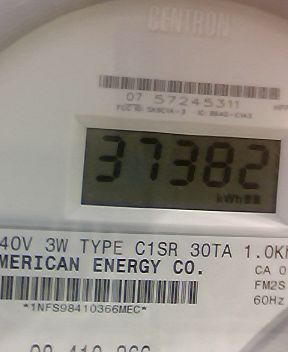 CENTRON
07 57245311
37382
kWh
40V 3W TYPE C1SR 30TA 1.0K
MERICAN ENERGY CO.
CA 0
FM2S
60Hz
*1NFS98410366MEC*